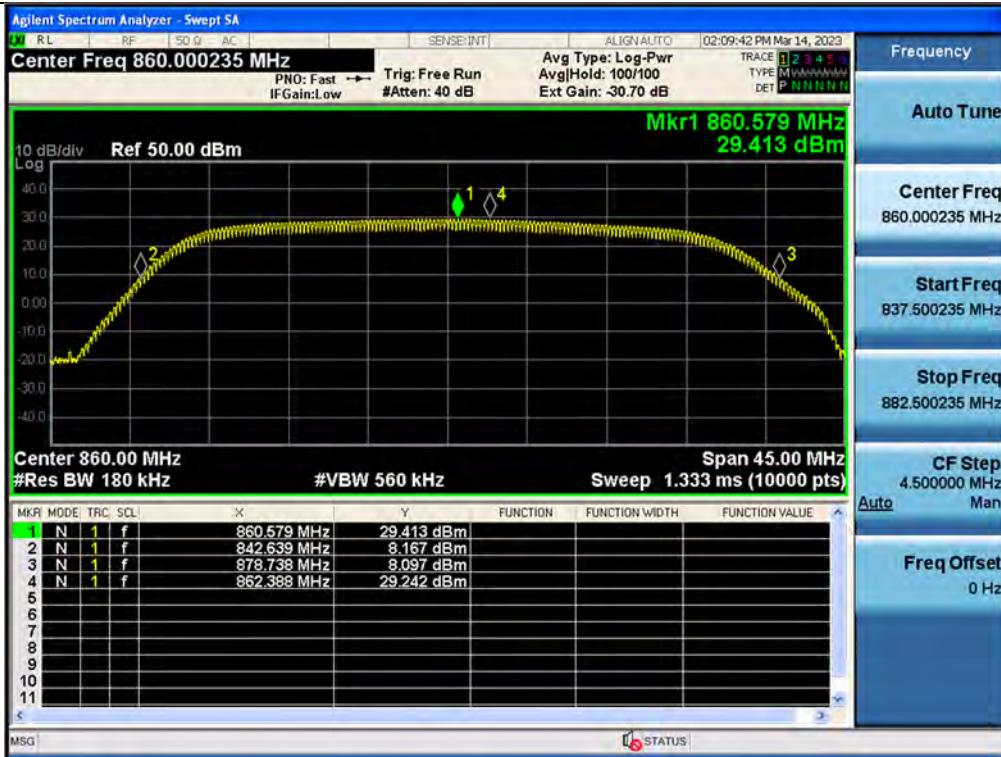 Agilent Spectrum Analyzer - Swept SA
LXI RL RF 50 Ω AC SENSE:INT ALIGN AUTO 02:09:42 PM Mar 14, 2023
Center Freq 860.000235 MHz
PNO: Fast
IFGain:Low
Trig: Free Run
#Atten: 40 dB
Avg Type: Log-Pwr
Avg|Hold: 100/100
Ext Gain: -30.70 dB
TRACE 1 2 3 4 5 6
TYPE M
DET P N N N N N
Mkr1 860.579 MHz
29.413 dBm
10 dB/div Ref 50.00 dBm
Log
40.0
30.0
20.0
10.0
0.00
-10.0
-20.0
-30.0
-40.0
1
4
2
3
Center 860.00 MHz Span 45.00 MHz
#Res BW 180 kHz #VBW 560 kHz Sweep 1.333 ms (10000 pts)
MKR MODE TRC SCL X Y FUNCTION FUNCTION WIDTH FUNCTION VALUE
1 N 1 f 860.579 MHz 29.413 dBm
2 N 1 f 842.639 MHz 8.167 dBm
3 N 1 f 878.738 MHz 8.097 dBm
4 N 1 f 862.388 MHz 29.242 dBm
5
6
7
8
9
10
11
MSG STATUS
Frequency
Auto Tune
Center Freq
860.000235 MHz
Start Freq
837.500235 MHz
Stop Freq
882.500235 MHz
CF Step
4.500000 MHz
Auto Man
Freq Offset
0 Hz